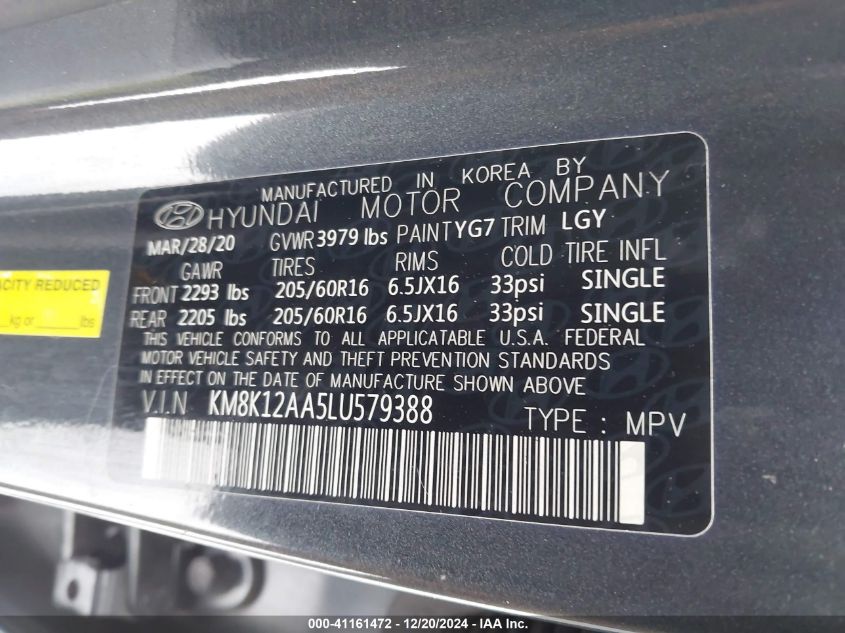 MANUFACTURED IN KOREA BY
HYUNDAI MOTOR COMPANY
MAR/28/20 GVWR 3979 lbs PAINT YG7 TRIM LGY
GAWR TIRES RIMS COLD TIRE INFL
FRONT 2293 lbs 205/60R16 6.5JX16 33psi SINGLE
REAR 2205 lbs 205/60R16 6.5JX16 33psi SINGLE
THIS VEHICLE CONFORMS TO ALL APPLICATABLE U.S.A. FEDERAL
MOTOR VEHICLE SAFETY AND THEFT PREVENTION STANDARDS
IN EFFECT ON THE DATE OF MANUFACTURE SHOWN ABOVE
V.I.N KM8K12AA5LU579388 TYPE : MPV
REDUCED
kg or lbs
000-41161472 - 12/20/2024 - IAA Inc.